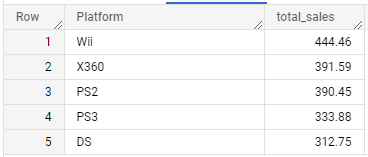 Row Platform total_sales
1 Wii 444.46
2 X360 391.59
3 PS2 390.45
4 PS3 333.88
5 DS 312.75